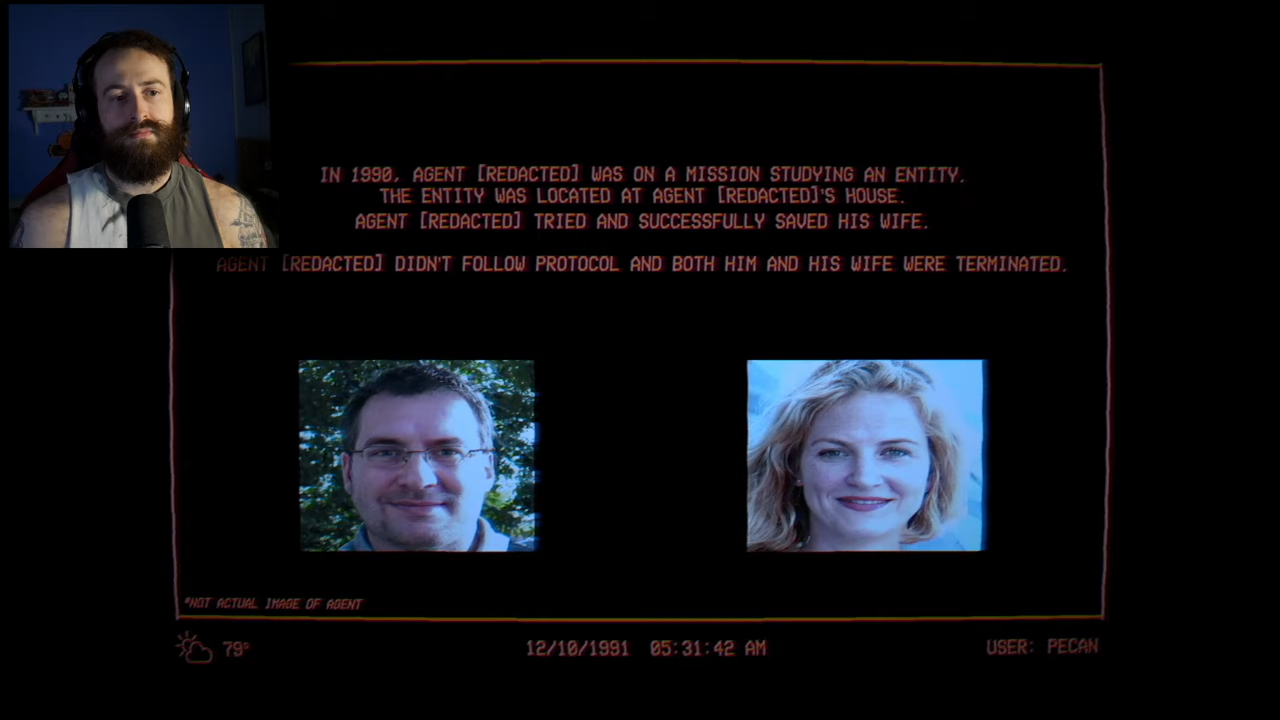 IN 1990, AGENT [REDACTED] WAS ON A MISSION STUDYING AN ENTITY.
THE ENTITY WAS LOCATED AT AGENT [REDACTED]'S HOUSE.
AGENT [REDACTED] TRIED AND SUCCESSFULLY SAVED HIS WIFE.
AGENT [REDACTED] DIDN'T FOLLOW PROTOCOL AND BOTH HIM AND HIS WIFE WERE TERMINATED.
*NOT ACTUAL IMAGE OF AGENT
79° 12/10/1991 05:31:42 AM USER: PECAN